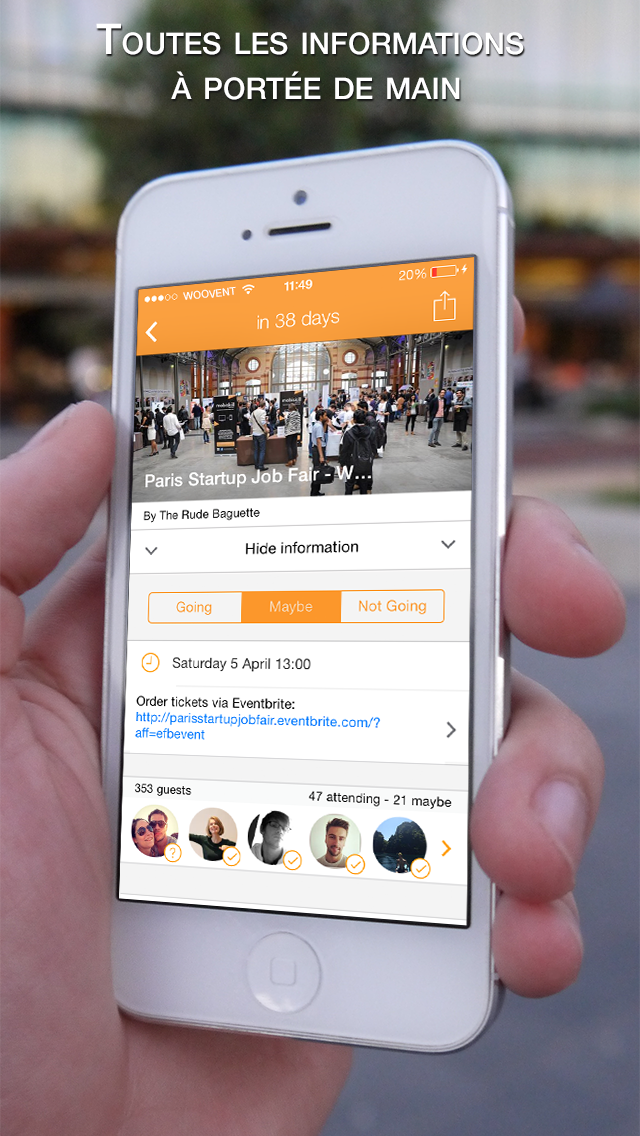 Toutes les informations
à portée de main
WOOVENT 11:49 20%
in 38 days
Paris Startup Job Fair - W...
By The Rude Baguette
Hide information
Going Maybe Not Going
Saturday 5 April 13:00
Order tickets via Eventbrite:
http://parisstartupjobfair.eventbrite.com/?
aff=efbevent
353 guests 47 attending - 21 maybe